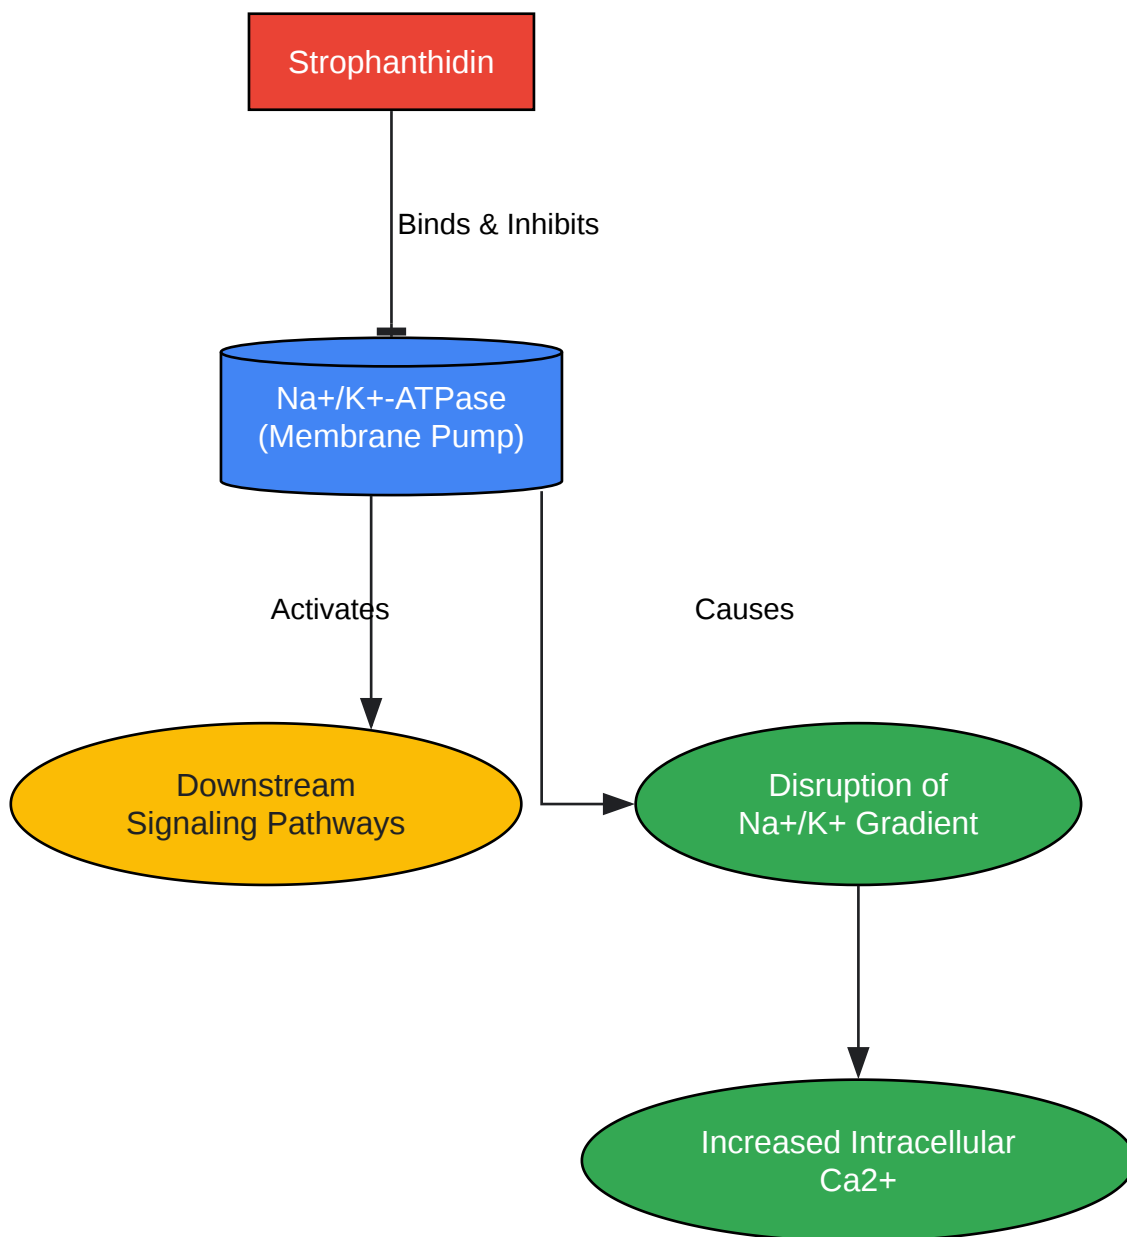 Strophanthidin
Binds & Inhibits
Na+/K+-ATPase
(Membrane Pump)
Activates
Causes
Downstream
Signaling Pathways
Disruption of
Na+/K+ Gradient
Increased Intracellular
Ca2+